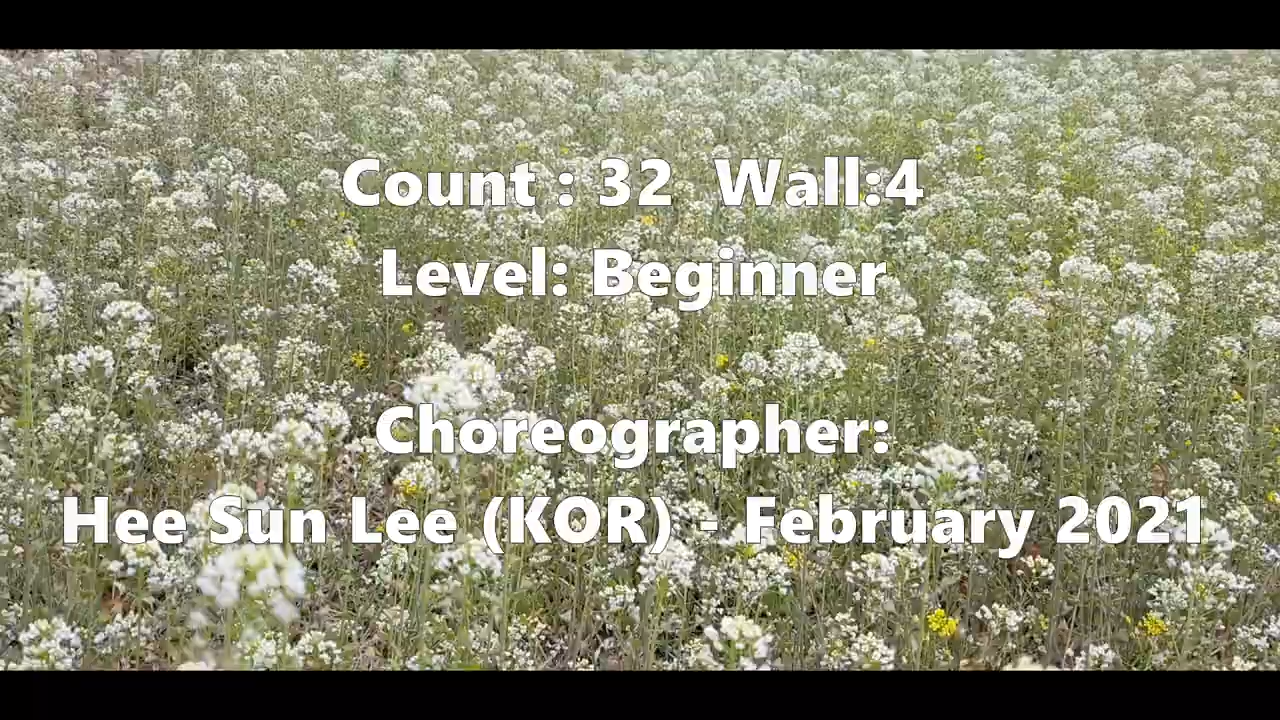 Count : 32  Wall:4
Level: Beginner
Choreographer:
Hee Sun Lee (KOR) - February 2021